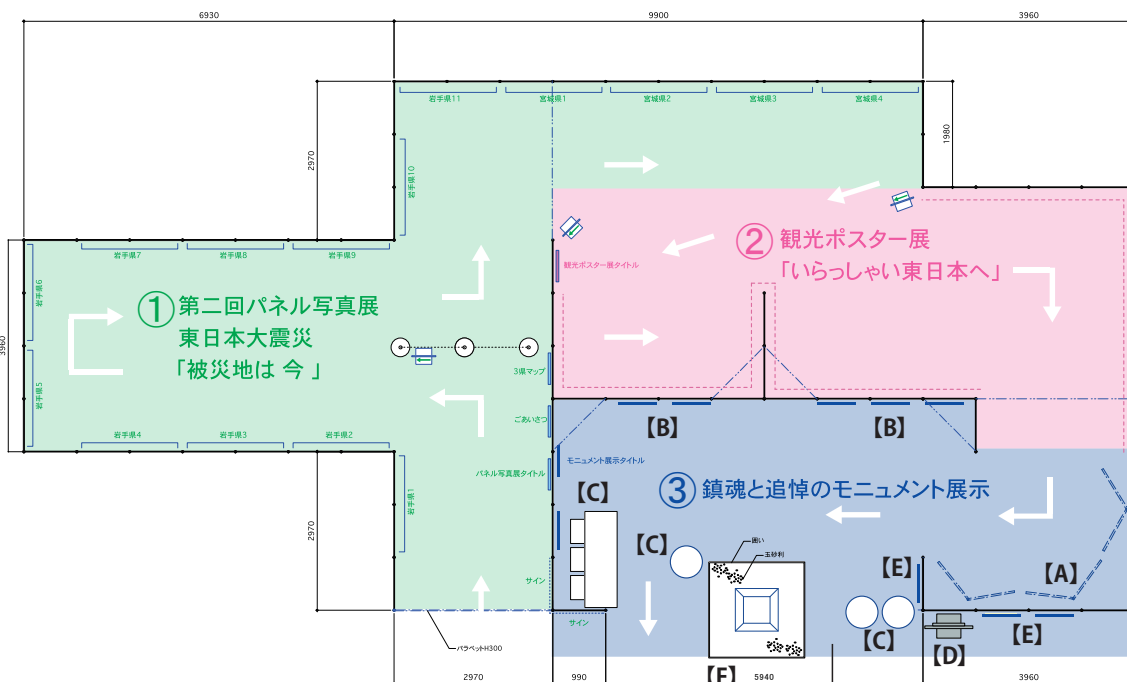 6930
9900
3960
岩手県11
宮城県1
宮城県2
宮城県3
宮城県4
2970
1980
岩手県10
岩手県7
岩手県8
岩手県9
岩手県6
3960
岩手県5
① 第二回パネル写真展
東日本大震災
「被災地は 今 」
② 観光ポスター展
「いらっしゃい東日本へ」
観光ポスター展タイトル
3県マップ
ごあいさつ
パネル写真展タイトル
岩手県4
岩手県3
岩手県2
岩手県1
2970
【B】
【B】
モニュメント展示タイトル
③ 鎮魂と追悼のモニュメント展示
【C】
【C】
囲い
玉砂利
【E】
【A】
サイン
サイン
【C】
【D】
【E】
パラペットH300
【F】
2970
990
5940
3960